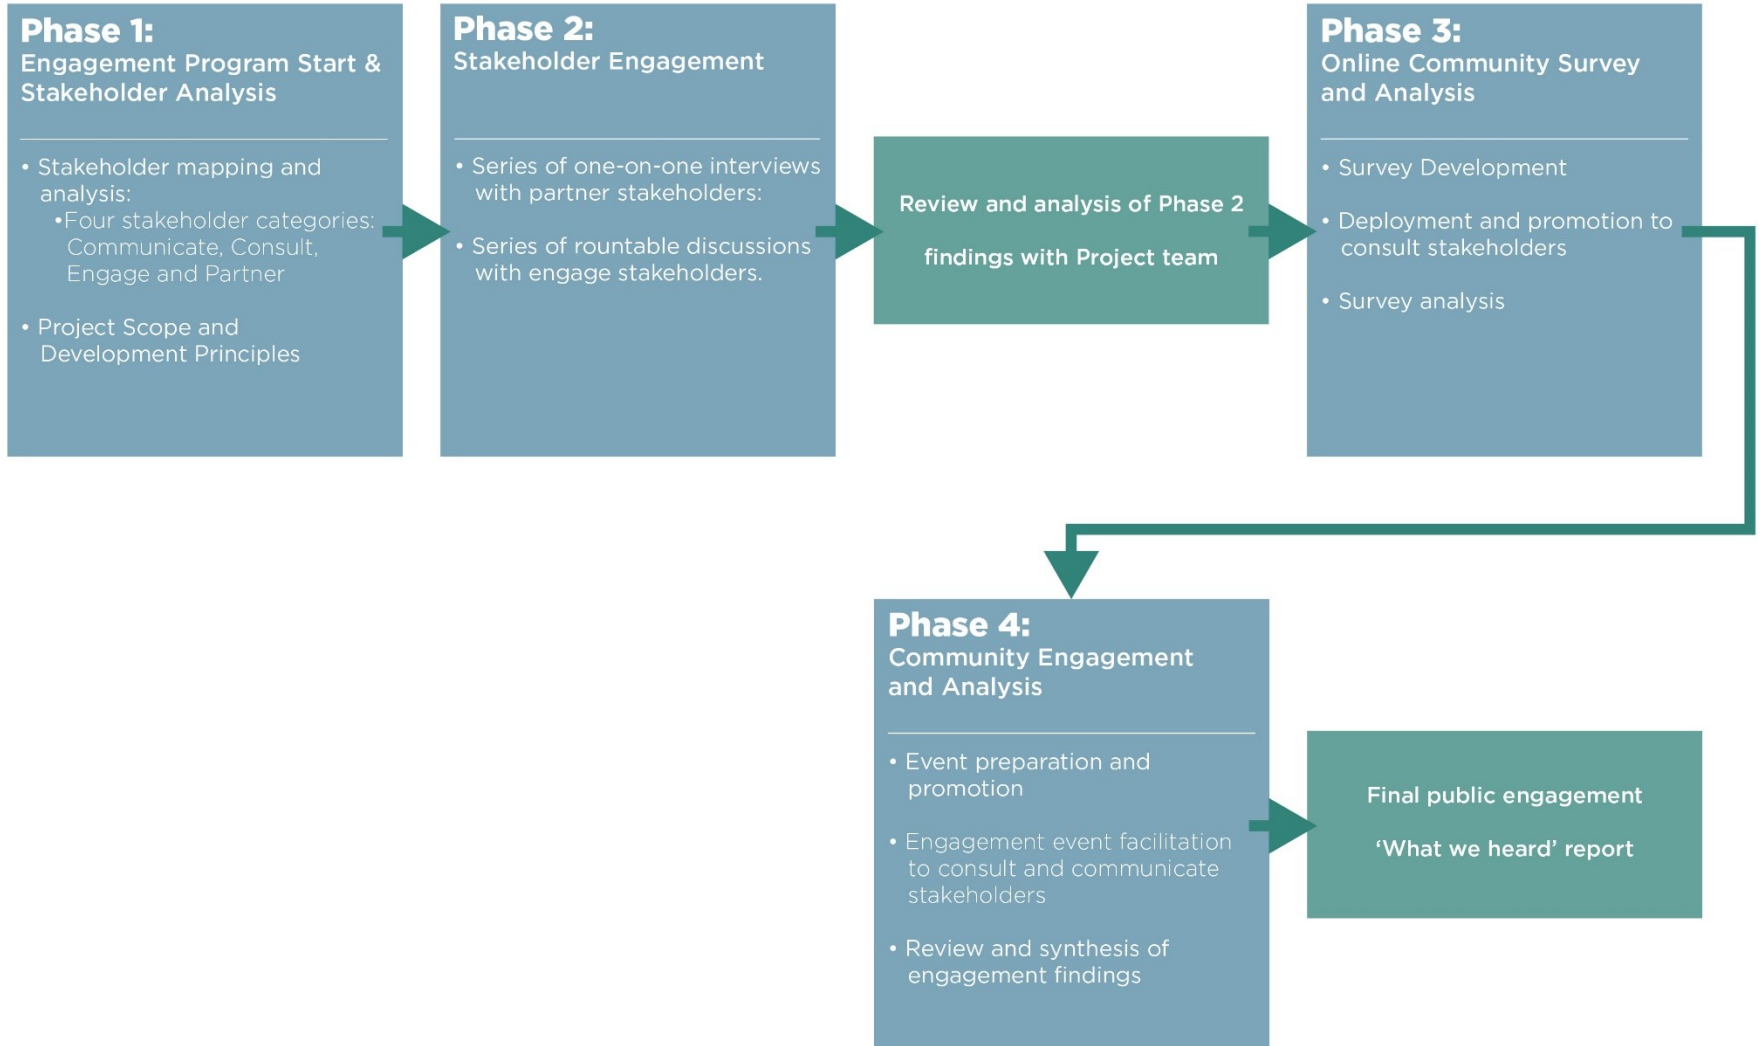 Phase 1:
Engagement Program Start &
Stakeholder Analysis
• Stakeholder mapping and
analysis:
•Four stakeholder categories:
Communicate, Consult,
Engage and Partner
• Project Scope and
Development Principles
Phase 2:
Stakeholder Engagement
• Series of one-on-one interviews
with partner stakeholders:
• Series of rountable discussions
with engage stakeholders.
Review and analysis of Phase 2
findings with Project team
Phase 3:
Online Community Survey
and Analysis
• Survey Development
• Deployment and promotion to
consult stakeholders
• Survey analysis
Phase 4:
Community Engagement
and Analysis
• Event preparation and
promotion
• Engagement event facilitation
to consult and communicate
stakeholders
• Review and synthesis of
engagement findings
Final public engagement
‘What we heard’ report